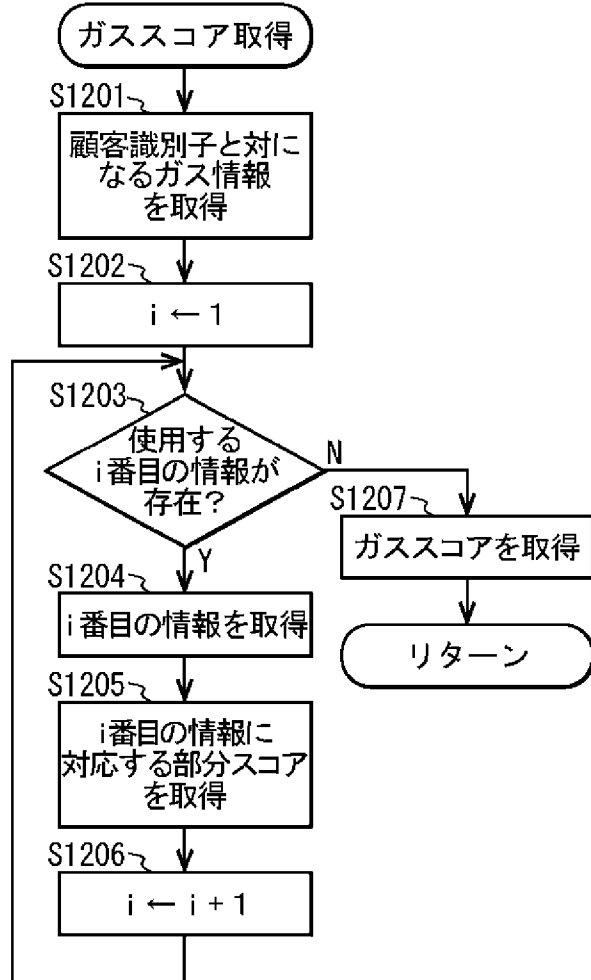 ガススコア取得
S1201
顧客識別子と対に
なるガス情報
を取得
S1202
i ← 1
S1203
使用する
i番目の情報が
存在？
N
Y
S1204
i番目の情報を取得
S1205
i番目の情報に
対応する部分スコア
を取得
S1206
i ← i + 1
S1207
ガススコアを取得
リターン